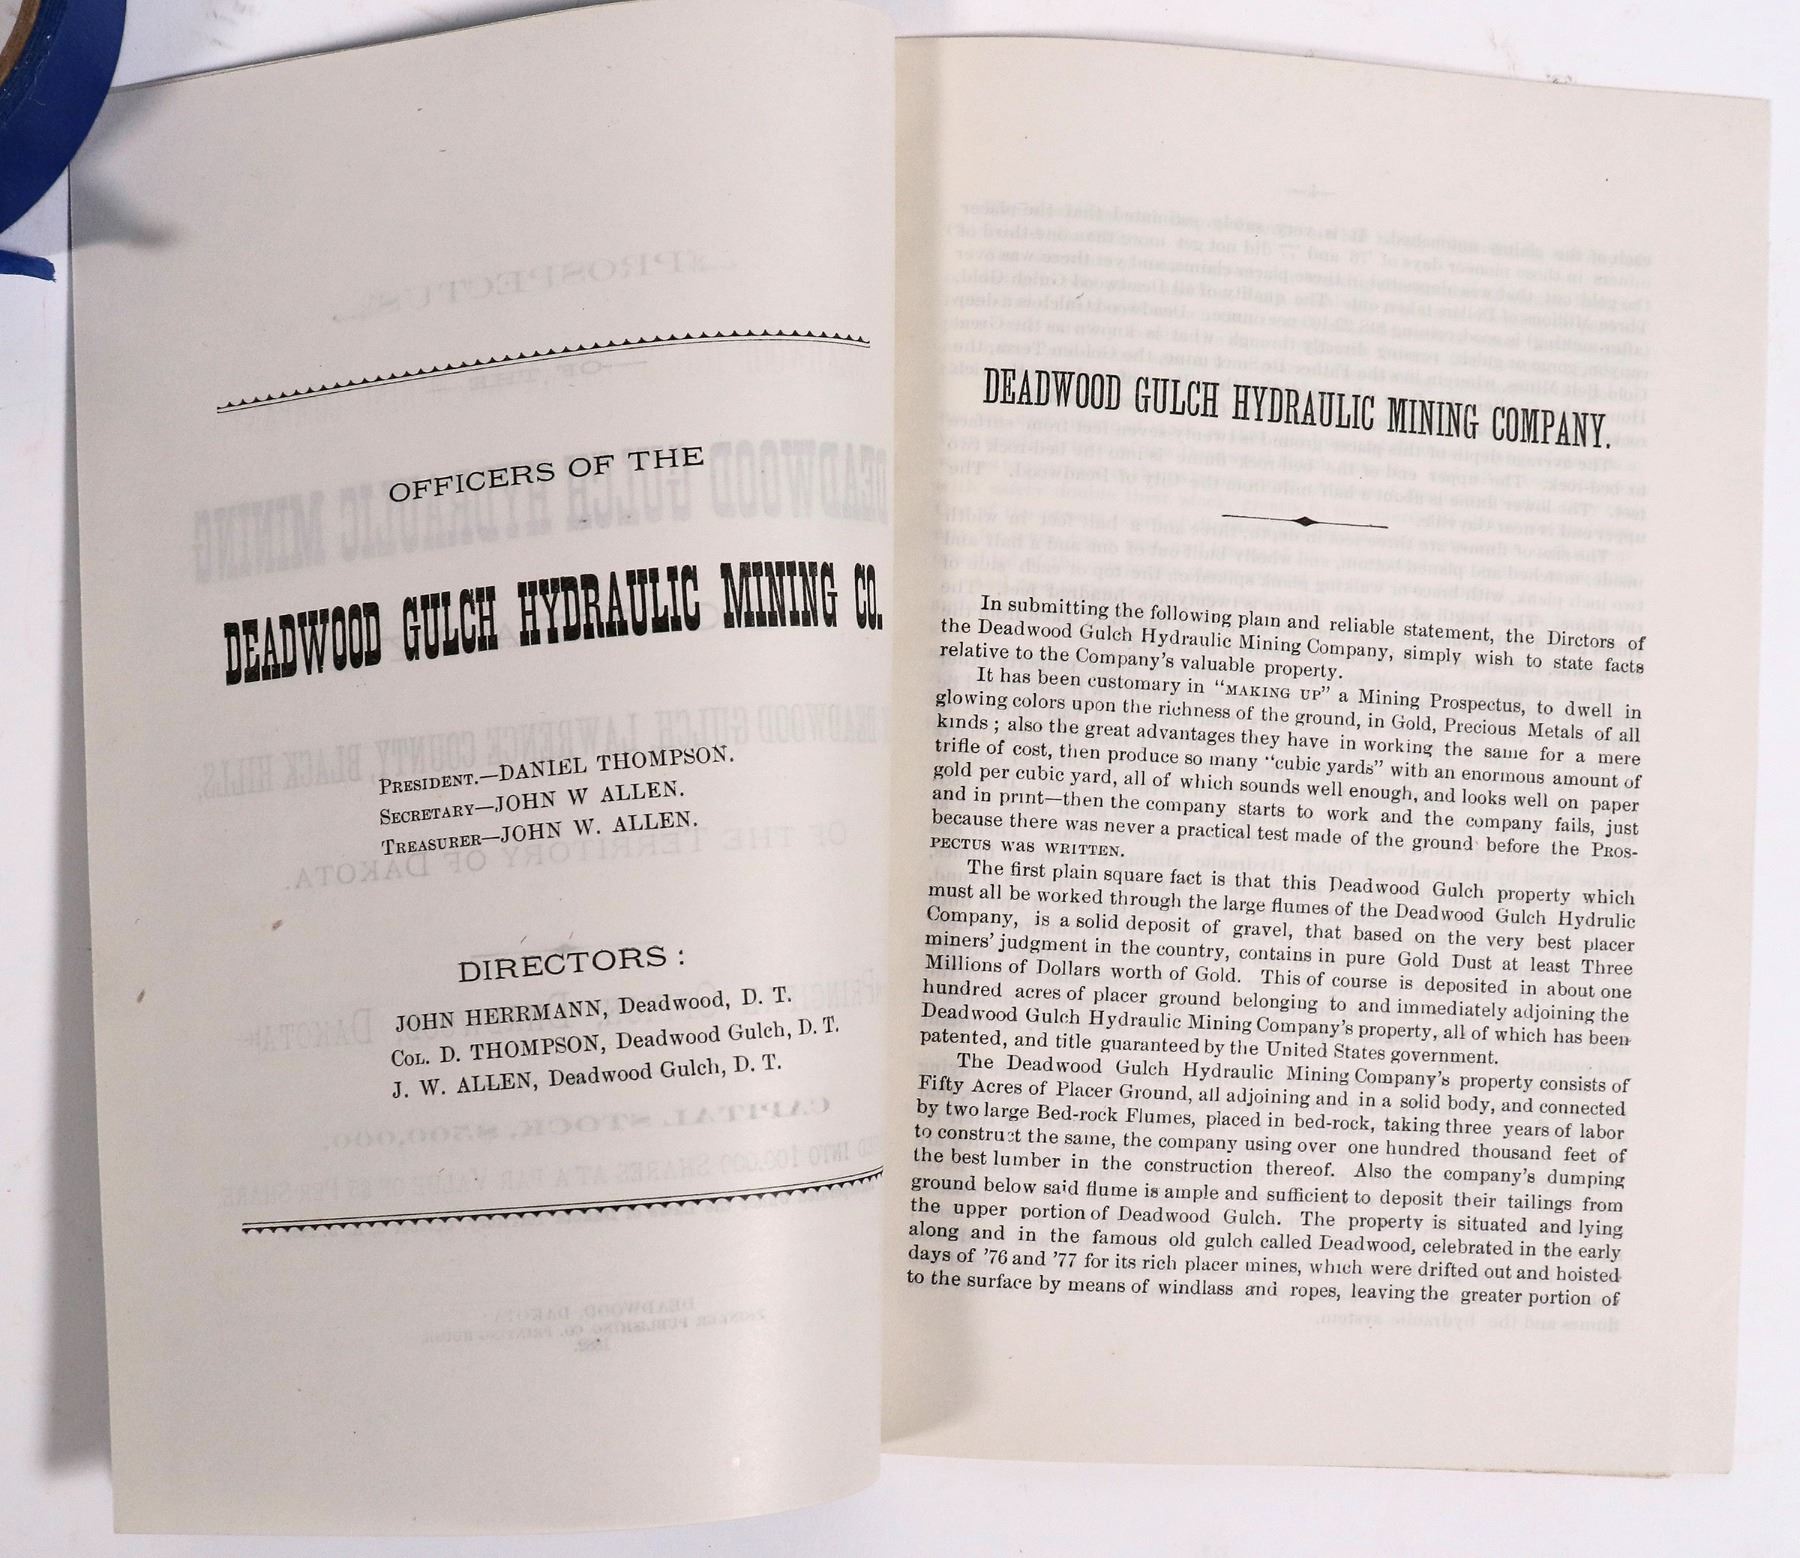 OFFICERS OF THE
DEADWOOD GULCH HYDRAULIC MINING CO.
PRESIDENT.—DANIEL THOMPSON.
SECRETARY—JOHN W ALLEN.
TREASURER—JOHN W. ALLEN.
DIRECTORS :
JOHN HERRMANN, Deadwood, D. T.
COL. D. THOMPSON, Deadwood Gulch, D. T.
J. W. ALLEN, Deadwood Gulch, D. T.
DEADWOOD GULCH HYDRAULIC MINING COMPANY.
In submitting the following plain and reliable statement, the Dirctors of
the Deadwood Gulch Hydraulic Mining Company, simply wish to state facts
relative to the Company's valuable property.
It has been customary in "MAKING UP" a Mining Prospectus, to dwell in
glowing colors upon the richness of the ground, in Gold, Precious Metals of all
kinds ; also the great advantages they have in working the same for a mere
trifle of cost, then produce so many "cubic yards" with an enormous amount of
gold per cubic yard, all of which sounds well enough, and looks well on paper
and in print—then the company starts to work and the company fails, just
because there was never a practical test made of the ground before the PROS-
PECTUS WAS WRITTEN.
The first plain square fact is that this Deadwood Gulch property which
must all be worked through the large flumes of the Deadwood Gulch Hydrulic
Company, is a solid deposit of gravel, that based on the very best placer
miners' judgment in the country, contains in pure Gold Dust at least Three
Millions of Dollars worth of Gold. This of course is deposited in about one
hundred acres of placer ground belonging to and immediately adjoining the
Deadwood Gulch Hydraulic Mining Company's property, all of which has been
patented, and title guaranteed by the United States government.
The Deadwood Gulch Hydraulic Mining Company's property consists of
Fifty Acres of Placer Ground, all adjoining and in a solid body, and connected
by two large Bed-rock Flumes, placed in bed-rock, taking three years of labor
to construct the same, the company using over one hundred thousand feet of
the best lumber in the construction thereof. Also the company's dumping
ground below said flume is ample and sufficient to deposit their tailings from
the upper portion of Deadwood Gulch. The property is situated and lying
along and in the famous old gulch called Deadwood, celebrated in the early
days of '76 and '77 for its rich placer mines, which were drifted out and hoisted
to the surface by means of windlass and ropes, leaving the greater portion of